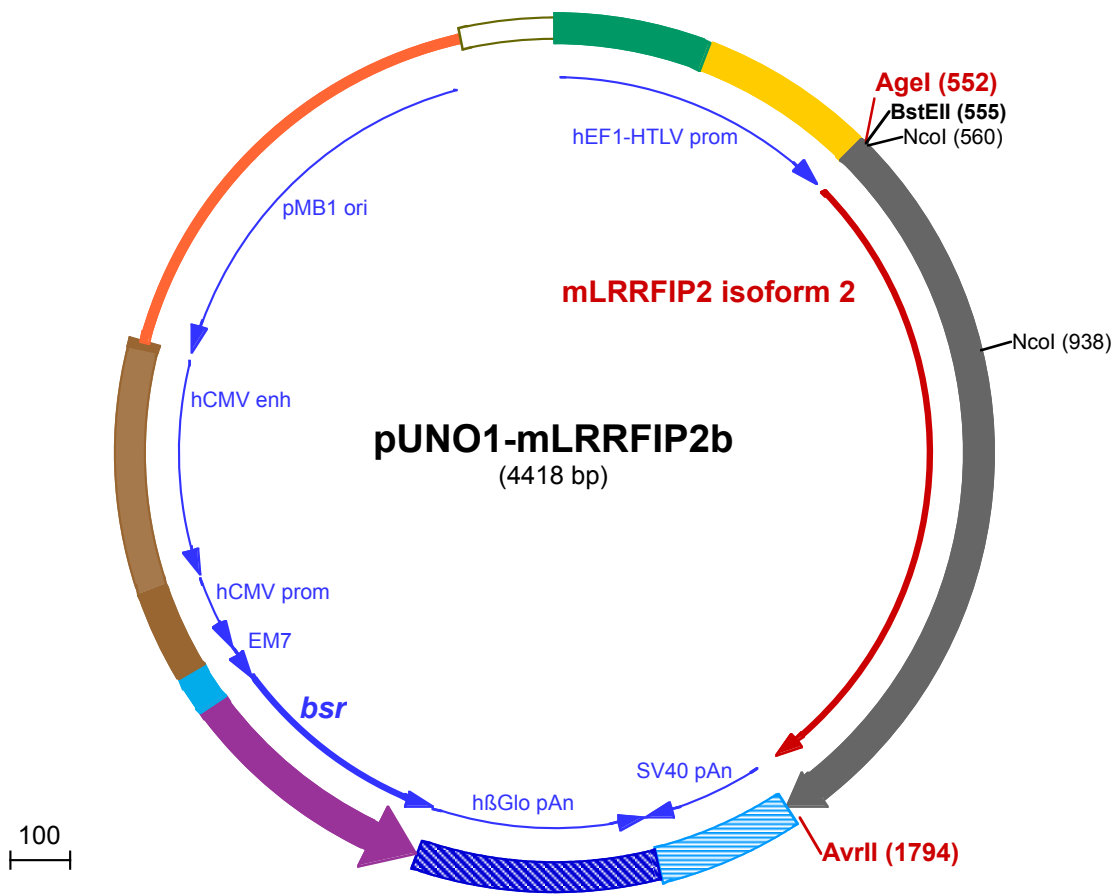 AgeI (552)
BstEII (555)
NcoI (560)
hEF1-HTLV prom
pMB1 ori
mLRRFIP2 isoform 2
NcoI (938)
hCMV enh
pUNO1-mLRRFIP2b
(4418 bp)
hCMV prom
EM7
bsr
SV40 pAn
hßGlo pAn
100
AvrII (1794)